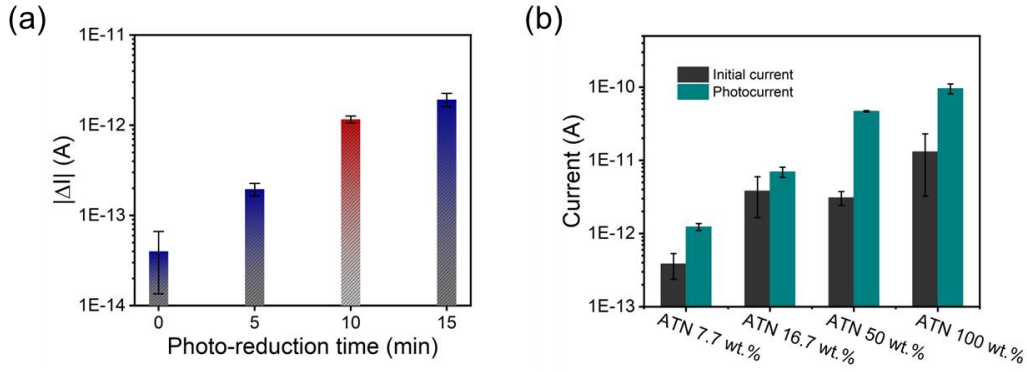 (a)
1E-11
1E-12
1E-13
1E-14
|ΔI| (A)
0 5 10 15
Photo-reduction time (min)
(b)
Initial current
Photocurrent
1E-10
1E-11
1E-12
1E-13
Current (A)
ATN 7.7 wt.%
ATN 16.7 wt.%
ATN 50 wt.%
ATN 100 wt.%